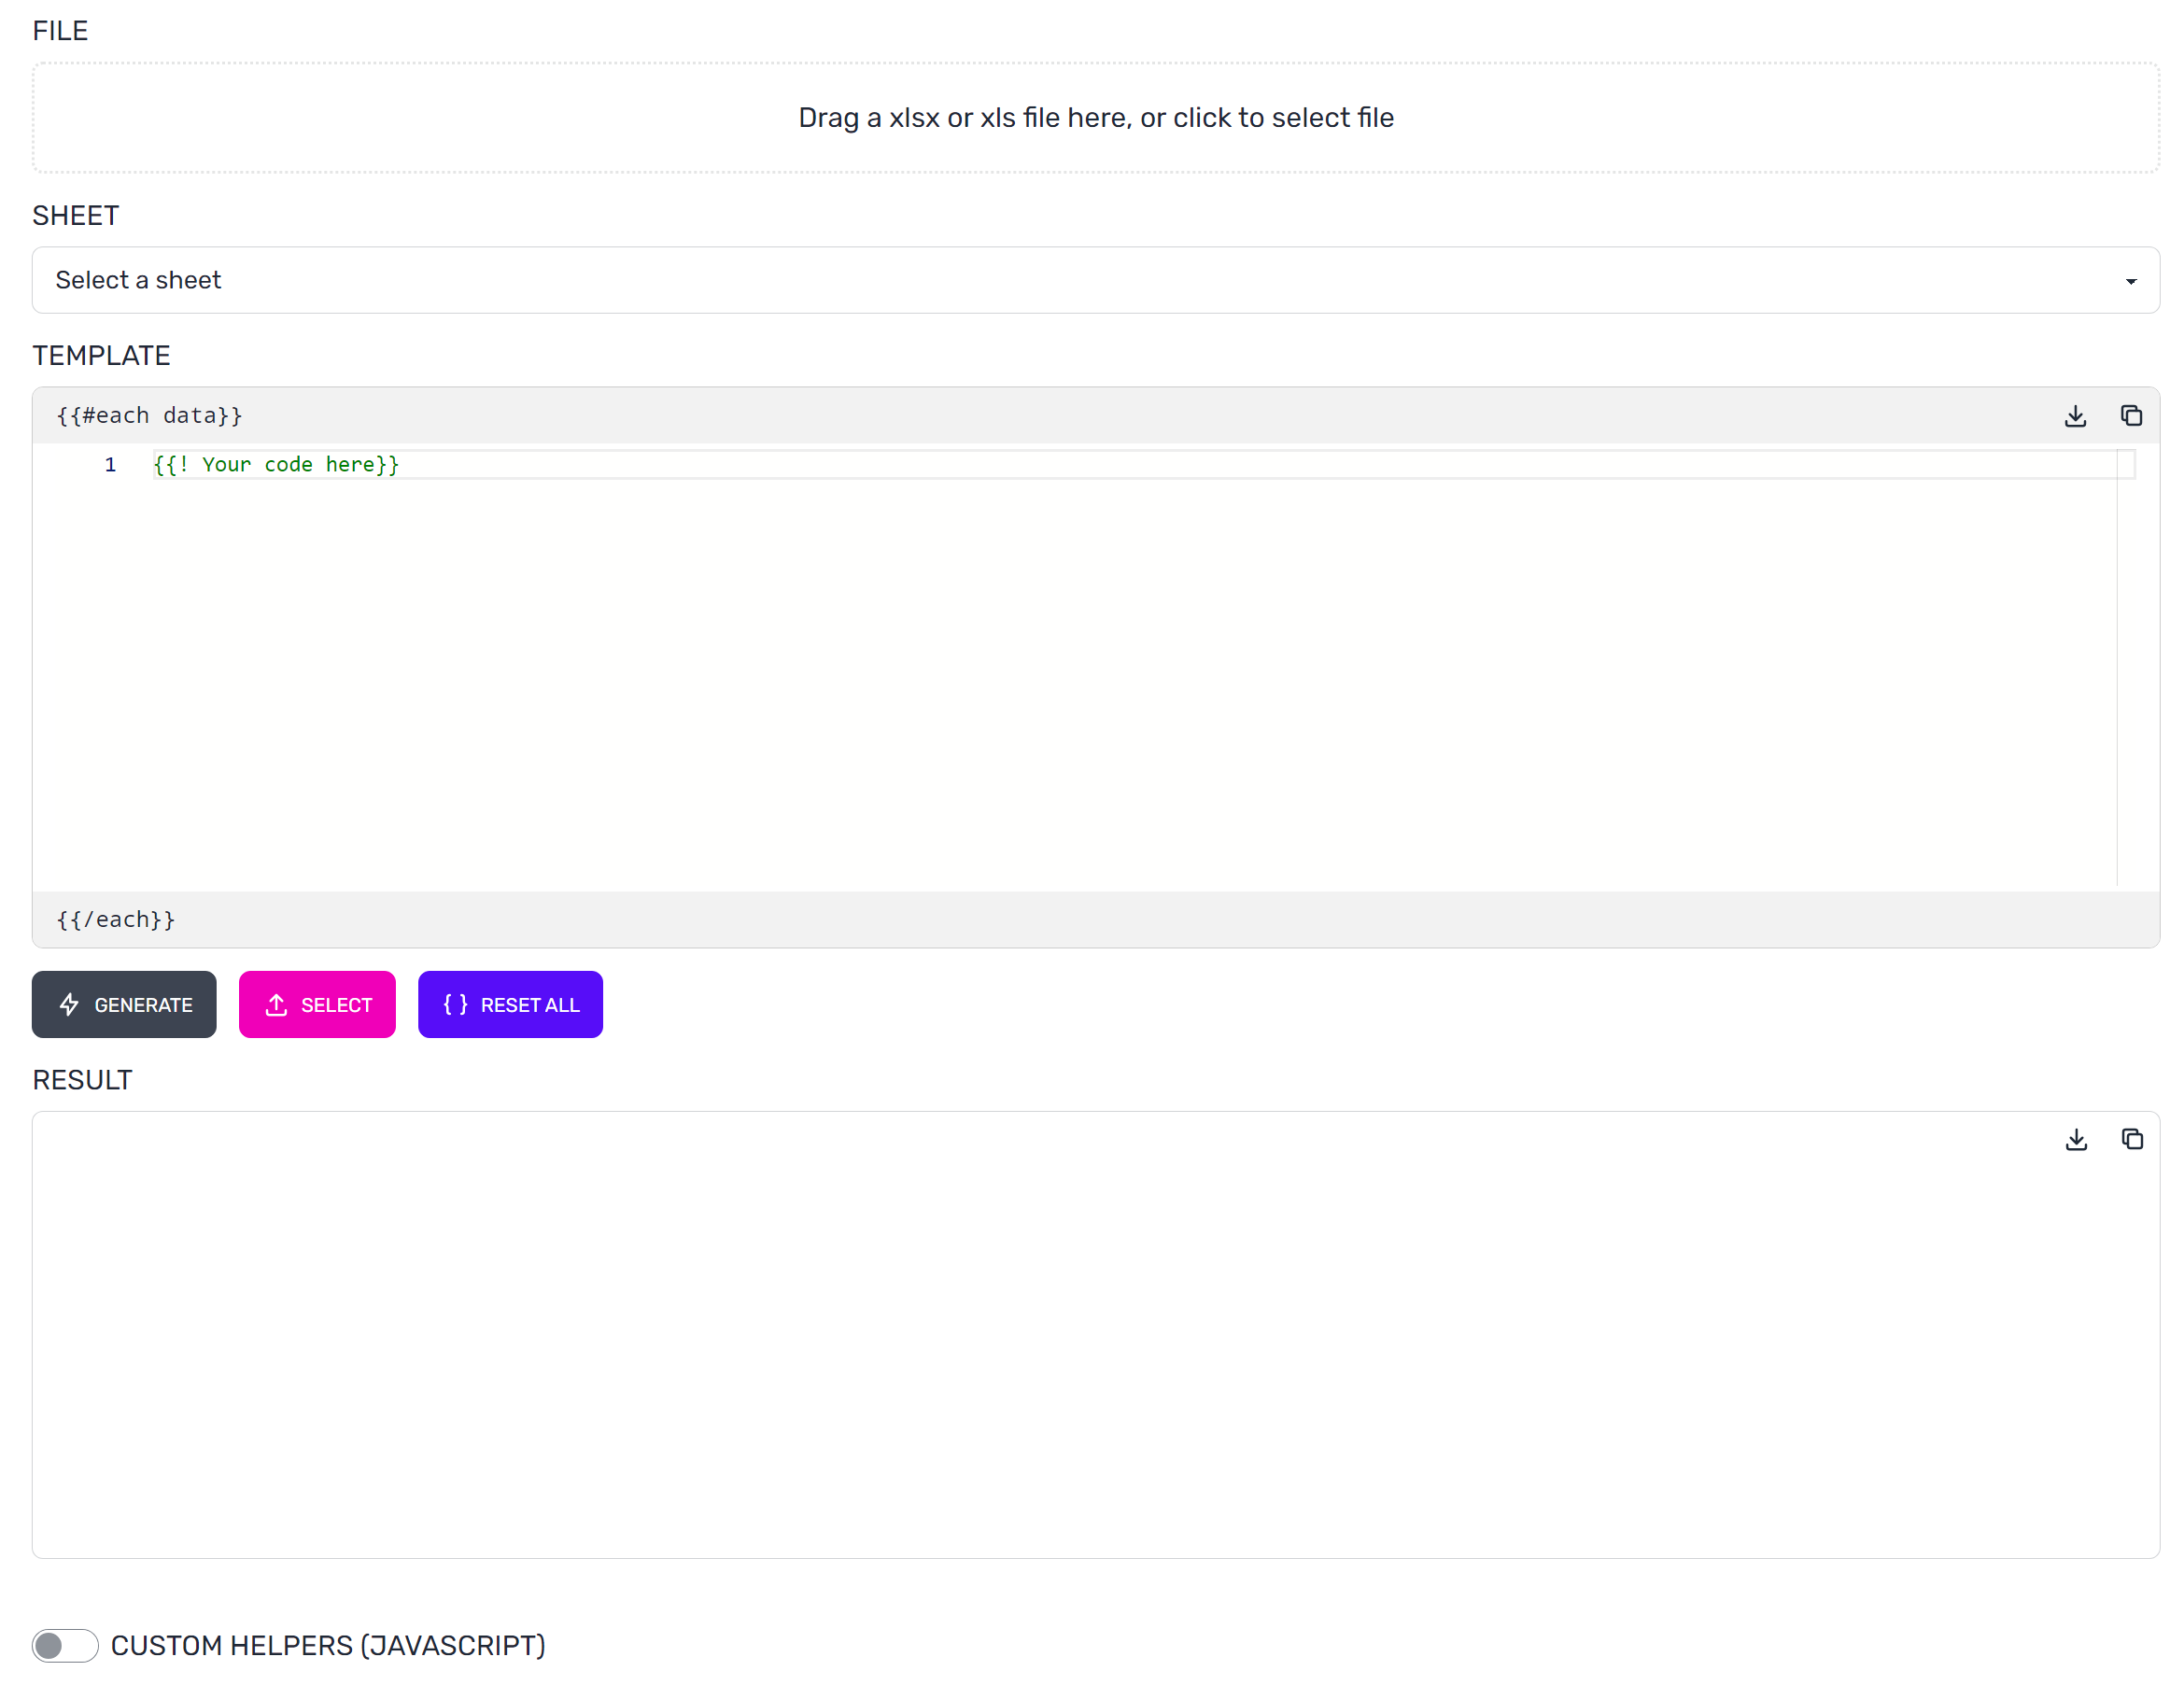 FILE
Drag a xlsx or xls file here, or click to select file
SHEET
Select a sheet
TEMPLATE
{{#each data}}
1 {{! Your code here}}
{{/each}}
GENERATE SELECT { } RESET ALL
RESULT
CUSTOM HELPERS (JAVASCRIPT)